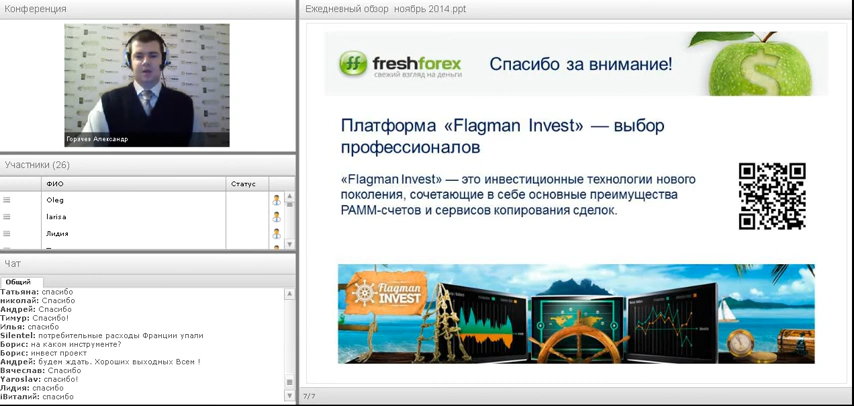 Конференция
Горячев Александр
Участники (26)
ФИО Статус
Oleg
larisa
Лидия
Чат
Общий
Татьяна: спасибо
николай: Спасибо
Андрей: Спасибо
Тимур: Спасибо!
Илья: спасибо
Silentel: потребительные расходы Франции упали
Борис: на каком инструменте?
Борис: инвест проект
Андрей: буден ждать. Хороших выходных Всем !
Вячеслав: Спасибо
Yaroslav: спасибо!
Лидия: спасибо
iВиталий: спасибо
Ежедневный обзор ноябрь 2014.ppt
freshforex
свежий взгляд на деньги
Спасибо за внимание!
Платформа «Flagman Invest» — выбор
профессионалов
«Flagman Invest» — это инвестиционные технологии нового
поколения, сочетающие в себе основные преимущества
РАММ-счетов и сервисов копирования сделок.
Flagman
INVEST
7/7